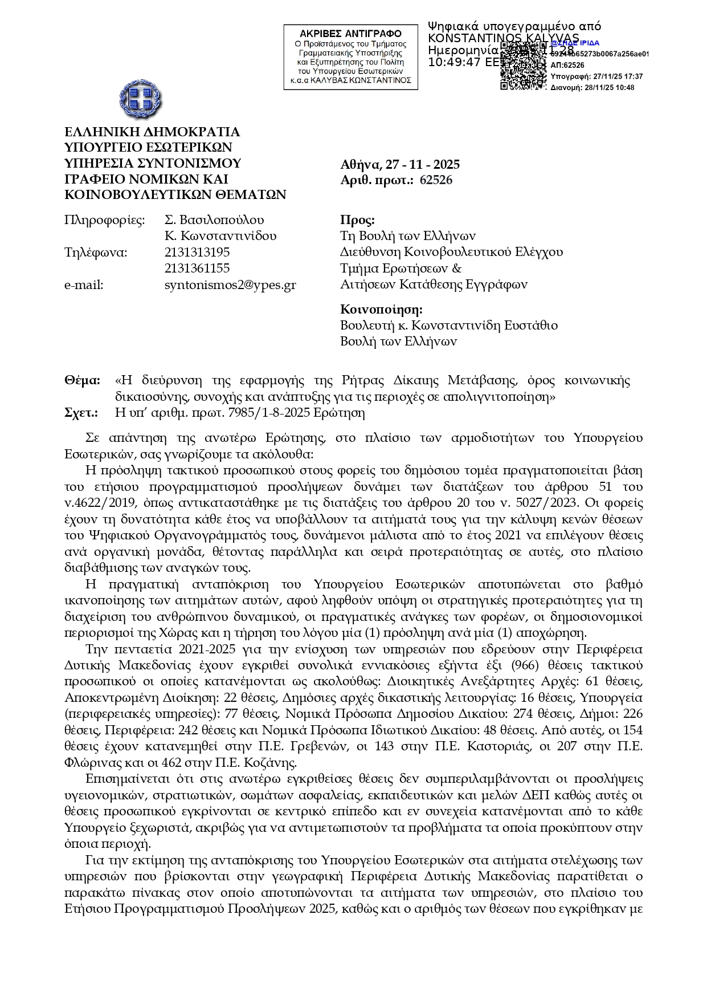 ΑΚΡΙΒΕΣ ΑΝΤΙΓΡΑΦΟ
Ο Προϊστάμενος του Τμήματος
Γραμματειακής Υποστήριξης
και Εξυπηρέτησης του Πολίτη
του Υπουργείου Εσωτερικών
κ.α.α ΚΑΛΥΒΑΣ ΚΩΝΣΤΑΝΤΙΝΟΣ
Ψηφιακά υπογεγραμμένο από
KONSTANTINOS KALYVAS
Ημερομηνία 11.28
10:49:47 EE
@ΣΗΔΕ ΙΡΙΔΑ
69244b65273b0067a256ae01
ΑΠ:62526
Υπογραφή: 27/11/25 17:37
Διανομή: 28/11/25 10:48
ΕΛΛΗΝΙΚΗ ΔΗΜΟΚΡΑΤΙΑ
ΥΠΟΥΡΓΕΙΟ ΕΣΩΤΕΡΙΚΩΝ
ΥΠΗΡΕΣΙΑ ΣΥΝΤΟΝΙΣΜΟΥ
ΓΡΑΦΕΙΟ ΝΟΜΙΚΩΝ ΚΑΙ
ΚΟΙΝΟΒΟΥΛΕΥΤΙΚΩΝ ΘΕΜΑΤΩΝ
Αθήνα, 27 - 11 - 2025
Αριθ. πρωτ.: 62526
Πληροφορίες: Σ. Βασιλοπούλου
Κ. Κωνσταντινίδου
Τηλέφωνα: 2131313195
2131361155
e-mail: syntonismos2@ypes.gr
Προς:
Τη Βουλή των Ελλήνων
Διεύθυνση Κοινοβουλευτικού Ελέγχου
Τμήμα Ερωτήσεων &
Αιτήσεων Κατάθεσης Εγγράφων
Κοινοποίηση:
Βουλευτή κ. Κωνσταντινίδη Ευστάθιο
Βουλή των Ελλήνων
Θέμα: «Η διεύρυνση της εφαρμογής της Ρήτρας Δίκαιης Μετάβασης, όρος κοινωνικής
δικαιοσύνης, συνοχής και ανάπτυξης για τις περιοχές σε απολιγνιτοποίηση»
Σχετ.: Η υπ’ αριθμ. πρωτ. 7985/1-8-2025 Ερώτηση
Σε απάντηση της ανωτέρω Ερώτησης, στο πλαίσιο των αρμοδιοτήτων του Υπουργείου
Εσωτερικών, σας γνωρίζουμε τα ακόλουθα:
Η πρόσληψη τακτικού προσωπικού στους φορείς του δημόσιου τομέα πραγματοποιείται βάση
του ετήσιου προγραμματισμού προσλήψεων δυνάμει των διατάξεων του άρθρου 51 του
ν.4622/2019, όπως αντικαταστάθηκε με τις διατάξεις του άρθρου 20 του ν. 5027/2023. Οι φορείς
έχουν τη δυνατότητα κάθε έτος να υποβάλλουν τα αιτήματά τους για την κάλυψη κενών θέσεων
του Ψηφιακού Οργανογράμματός τους, δυνάμενοι μάλιστα από το έτος 2021 να επιλέγουν θέσεις
ανά οργανική μονάδα, θέτοντας παράλληλα και σειρά προτεραιότητας σε αυτές, στο πλαίσιο
διαβάθμισης των αναγκών τους.
Η πραγματική ανταπόκριση του Υπουργείου Εσωτερικών αποτυπώνεται στο βαθμό
ικανοποίησης των αιτημάτων αυτών, αφού ληφθούν υπόψη οι στρατηγικές προτεραιότητες για τη
διαχείριση του ανθρώπινου δυναμικού, οι πραγματικές ανάγκες των φορέων, οι δημοσιονομικοί
περιορισμοί της Χώρας και η τήρηση του λόγου μία (1) πρόσληψη ανά μία (1) αποχώρηση.
Την πενταετία 2021-2025 για την ενίσχυση των υπηρεσιών που εδρεύουν στην Περιφέρεια
Δυτικής Μακεδονίας έχουν εγκριθεί συνολικά εννιακόσιες εξήντα έξι (966) θέσεις τακτικού
προσωπικού οι οποίες κατανέμονται ως ακολούθως: Διοικητικές Ανεξάρτητες Αρχές: 61 θέσεις,
Αποκεντρωμένη Διοίκηση: 22 θέσεις, Δημόσιες αρχές δικαστικής λειτουργίας: 16 θέσεις, Υπουργεία
(περιφερειακές υπηρεσίες): 77 θέσεις, Νομικά Πρόσωπα Δημοσίου Δικαίου: 274 θέσεις, Δήμοι: 226
θέσεις, Περιφέρεια: 242 θέσεις και Νομικά Πρόσωπα Ιδιωτικού Δικαίου: 48 θέσεις. Από αυτές, οι 154
θέσεις έχουν κατανεμηθεί στην Π.Ε. Γρεβενών, οι 143 στην Π.Ε. Καστοριάς, οι 207 στην Π.Ε.
Φλώρινας και οι 462 στην Π.Ε. Κοζάνης.
Επισημαίνεται ότι στις ανωτέρω εγκριθείσες θέσεις δεν συμπεριλαμβάνονται οι προσλήψεις
υγειονομικών, στρατιωτικών, σωμάτων ασφαλείας, εκπαιδευτικών και μελών ΔΕΠ καθώς αυτές οι
θέσεις προσωπικού εγκρίνονται σε κεντρικό επίπεδο και εν συνεχεία κατανέμονται από το κάθε
Υπουργείο ξεχωριστά, ακριβώς για να αντιμετωπιστούν τα προβλήματα τα οποία προκύπτουν στην
όποια περιοχή.
Για την εκτίμηση της ανταπόκρισης του Υπουργείου Εσωτερικών στα αιτήματα στελέχωσης των
υπηρεσιών που βρίσκονται στην γεωγραφική Περιφέρεια Δυτικής Μακεδονίας παρατίθεται ο
παρακάτω πίνακας στον οποίο αποτυπώνονται τα αιτήματα των υπηρεσιών, στο πλαίσιο του
Ετήσιου Προγραμματισμού Προσλήψεων 2025, καθώς και ο αριθμός των θέσεων που εγκρίθηκαν με